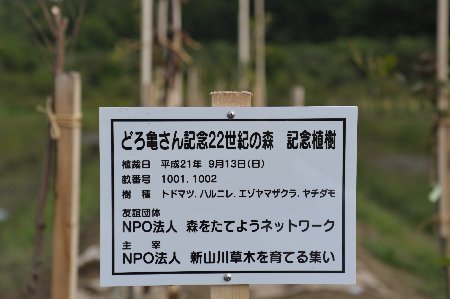 どろ亀さん記念22世紀の森　記念植樹
植栽日　平成21年 9月13日(日)
畝番号　1001，1002
樹　種　トドマツ，ハルニレ，エゾヤマザクラ，ヤチダモ
友誼団体
NPO法人　森をたてようネットワーク
主　宰
NPO法人　新山川草木を育てる集い